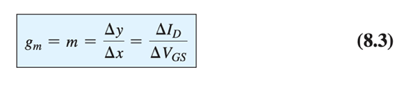 g_m = m = Δy/Δx = ΔI_D/ΔV_GS (8.3)